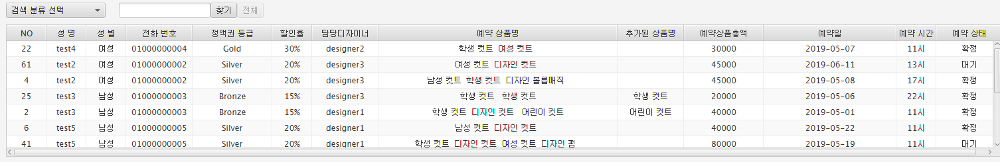 검색 분류 선택 찾기 전체
NO 성 명 성 별 전화 번호 정액권 등급 할인율 담당디자이너 예약 상품명 추가된 상품명 예약상품총액 예약일 예약 시간 예약 상태
22 test4 여성 01000000004 Gold 30% designer2 학생 컷트 여성 컷트 30000 2019-05-07 11시 확정
61 test2 여성 01000000002 Silver 20% designer3 여성 컷트 디자인 컷트 45000 2019-06-11 13시 대기
4 test2 여성 01000000002 Silver 20% designer3 남성 컷트 학생 컷트 디자인 볼륨매직 45000 2019-05-08 17시 확정
25 test3 남성 01000000003 Bronze 15% designer3 학생 컷트 학생 컷트 학생 컷트 20000 2019-05-06 22시 확정
2 test3 남성 01000000003 Bronze 15% designer1 학생 컷트 디자인 컷트 어린이 컷트 어린이 컷트 40000 2019-05-01 11시 확정
6 test5 남성 01000000005 Silver 20% designer1 남성 컷트 디자인 컷트 40000 2019-05-22 11시 확정
41 test5 남성 01000000005 Silver 20% designer1 학생 컷트 디자인 컷트 여성 컷트 디자인 펌 80000 2019-05-19 11시 대기